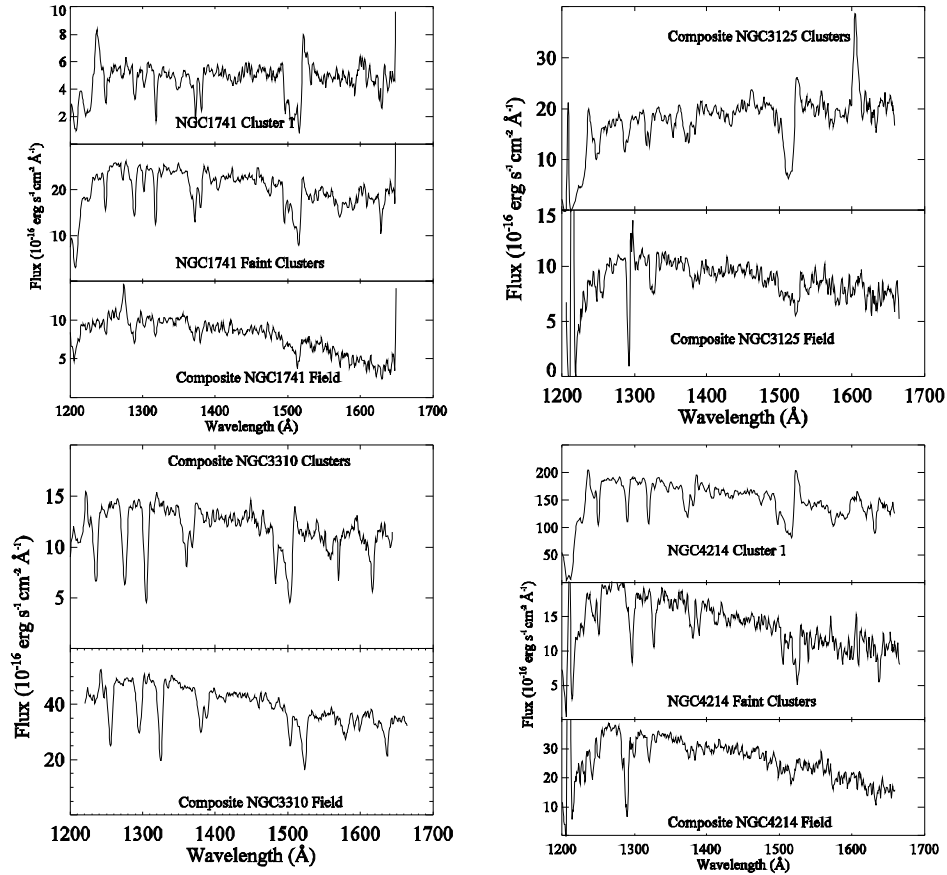 10
8
6
4
2
NGC1741 Cluster 1
20
10
NGC1741 Faint Clusters
10
5
Composite NGC1741 Field
Flux (10⁻¹⁶ erg s⁻¹ cm⁻² Å⁻¹)
1200 1300 1400 1500 1600 1700
Wavelength (Å)
Composite NGC3125 Clusters
30
20
10
15
10
5
0
Composite NGC3125 Field
Flux (10⁻¹⁶ erg s⁻¹ cm⁻² Å⁻¹)
1200 1300 1400 1500 1600 1700
Wavelength (Å)
Composite NGC3310 Clusters
15
10
5
40
20
Composite NGC3310 Field
Flux (10⁻¹⁶ erg s⁻¹ cm⁻² Å⁻¹)
1200 1300 1400 1500 1600 1700
Wavelength (Å)
200
150
100
50
NGC4214 Cluster 1
15
10
5
NGC4214 Faint Clusters
30
20
10
Composite NGC4214 Field
Flux (10⁻¹⁶ erg s⁻¹ cm⁻² Å⁻¹)
1200 1300 1400 1500 1600 1700
Wavelength (Å)